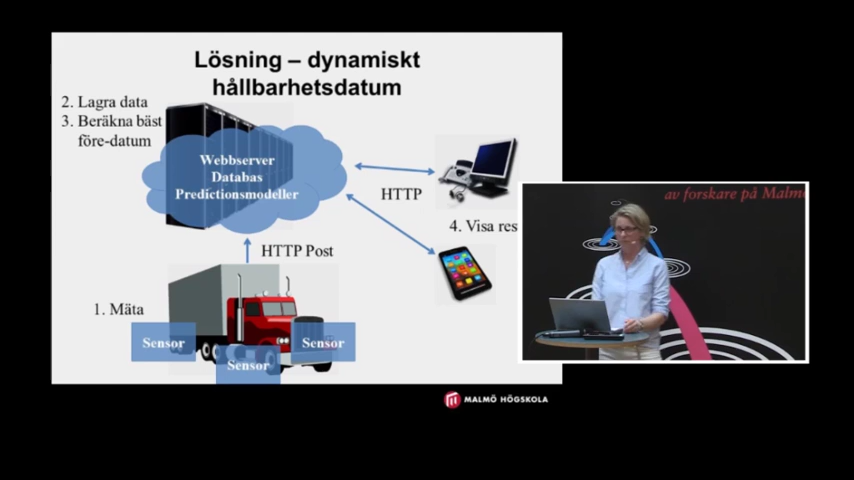 Lösning – dynamiskt
hållbarhetsdatum
2. Lagra data
3. Beräkna bäst
före-datum
Webbserver
Databas
Predictionsmodeller
HTTP
4. Visa res
HTTP Post
1. Mäta
Sensor
Sensor
Sensor
av forskare på Malmö
MALMÖ HÖGSKOLA